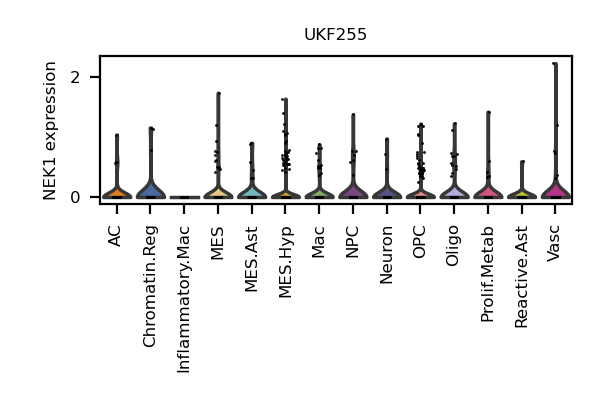 UKF255
NEK1 expression
2
0
AC
Chromatin.Reg
Inflammatory.Mac
MES
MES.Ast
MES.Hyp
Mac
NPC
Neuron
OPC
Oligo
Prolif.Metab
Reactive.Ast
Vasc